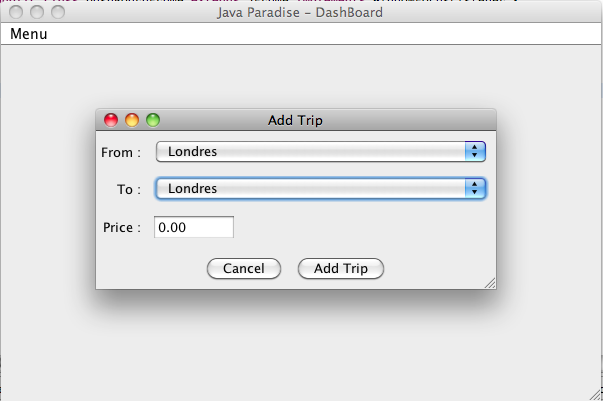 Java Paradise - DashBoard
Menu
Add Trip
From : Londres
To : Londres
Price : 0.00
Cancel Add Trip